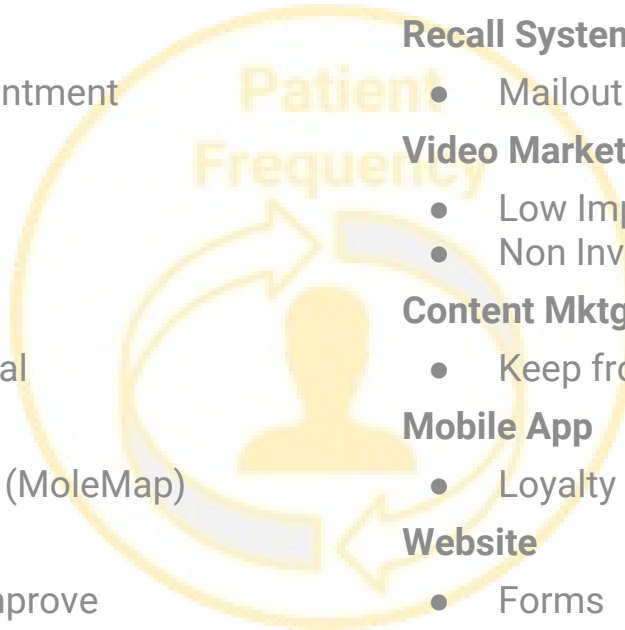 Patient
Frequency
ntment
al
(MoleMap)
prove
Recall System
● Mailout
Video Market
● Low Imp
● Non Inv
Content Mktg
● Keep fro
Mobile App
● Loyalty
Website
● Forms